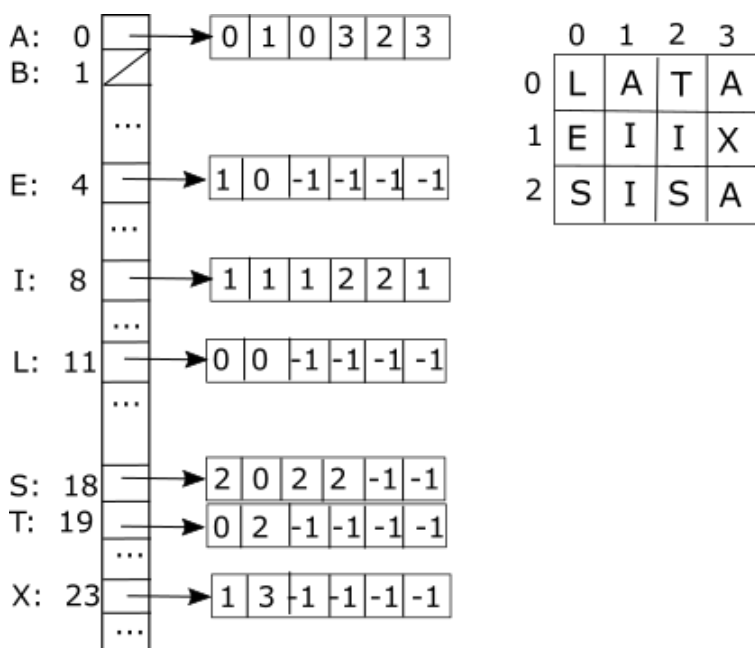 A: 0 0 1 0 3 2 3
B: 1
...
E: 4 1 0 -1 -1 -1 -1
...
I: 8 1 1 1 2 2 1
...
L: 11 0 0 -1 -1 -1 -1
...
S: 18 2 0 2 2 -1 -1
T: 19 0 2 -1 -1 -1 -1
...
X: 23 1 3 -1 -1 -1 -1
...
0 1 2 3
0 L A T A
1 E I I X
2 S I S A